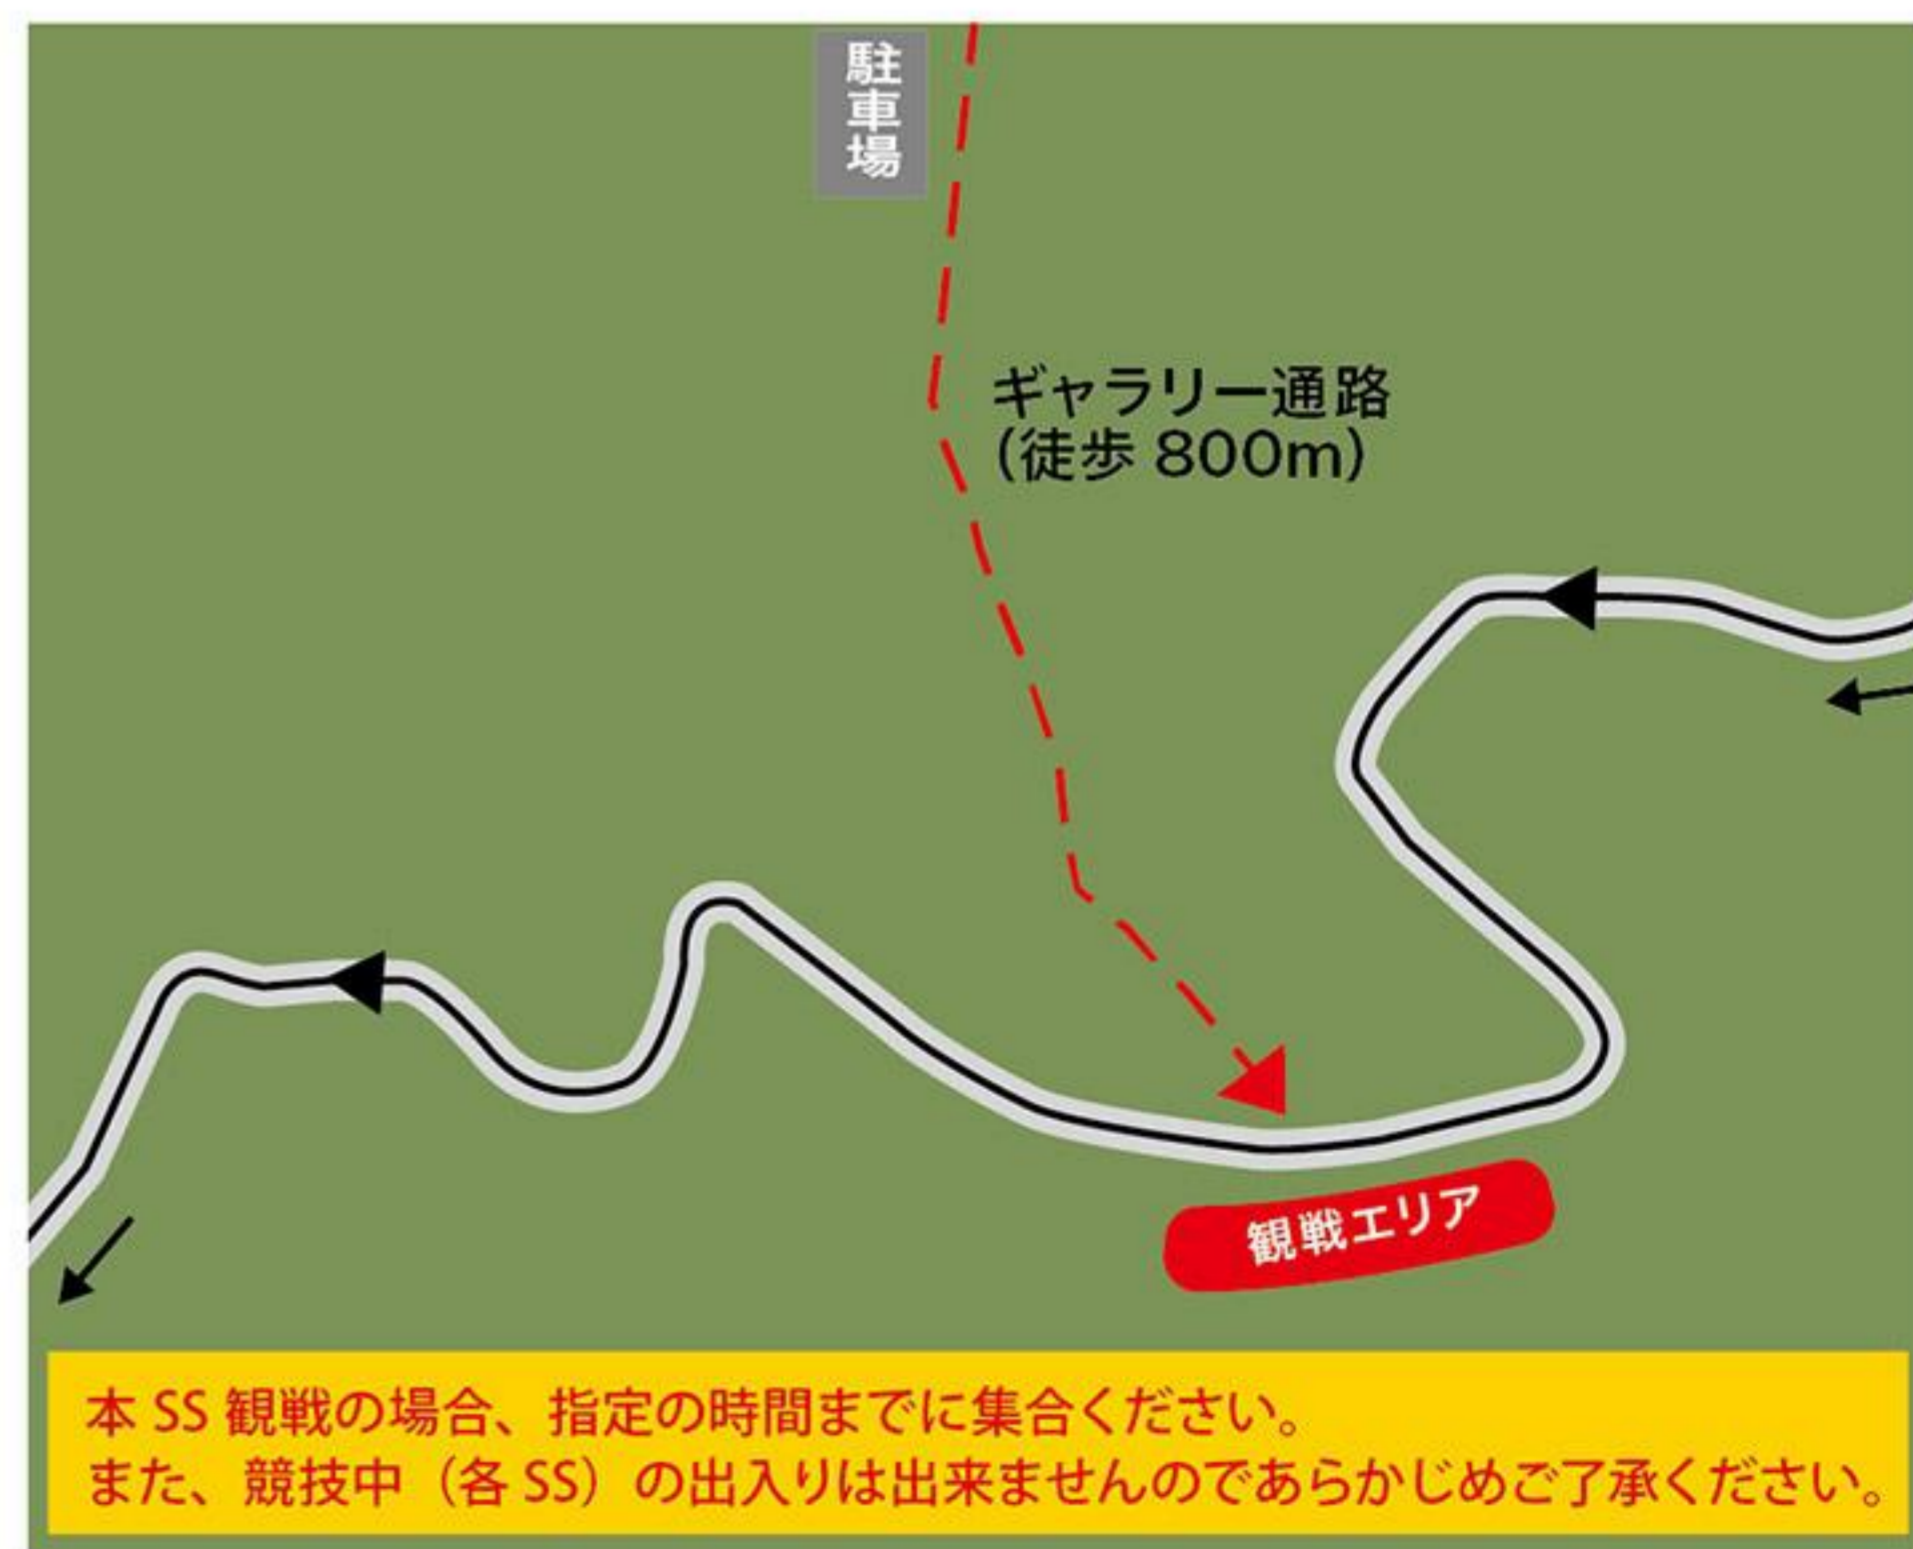 駐車場
ギャラリー通路
（徒歩 800m）
観戦エリア
本 SS 観戦の場合、指定の時間までに集合ください。
また、競技中（各 SS）の出入りは出来ませんのであらかじめご了承ください。